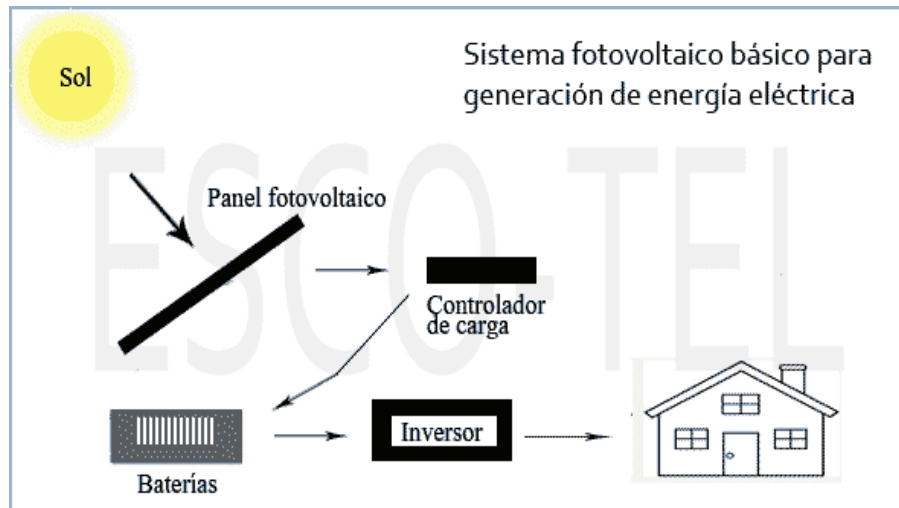 Sol
Sistema fotovoltaico básico para
generación de energía eléctrica
ESCO-TEL
Panel fotovoltaico
Controlador
de carga
Baterías
Inversor